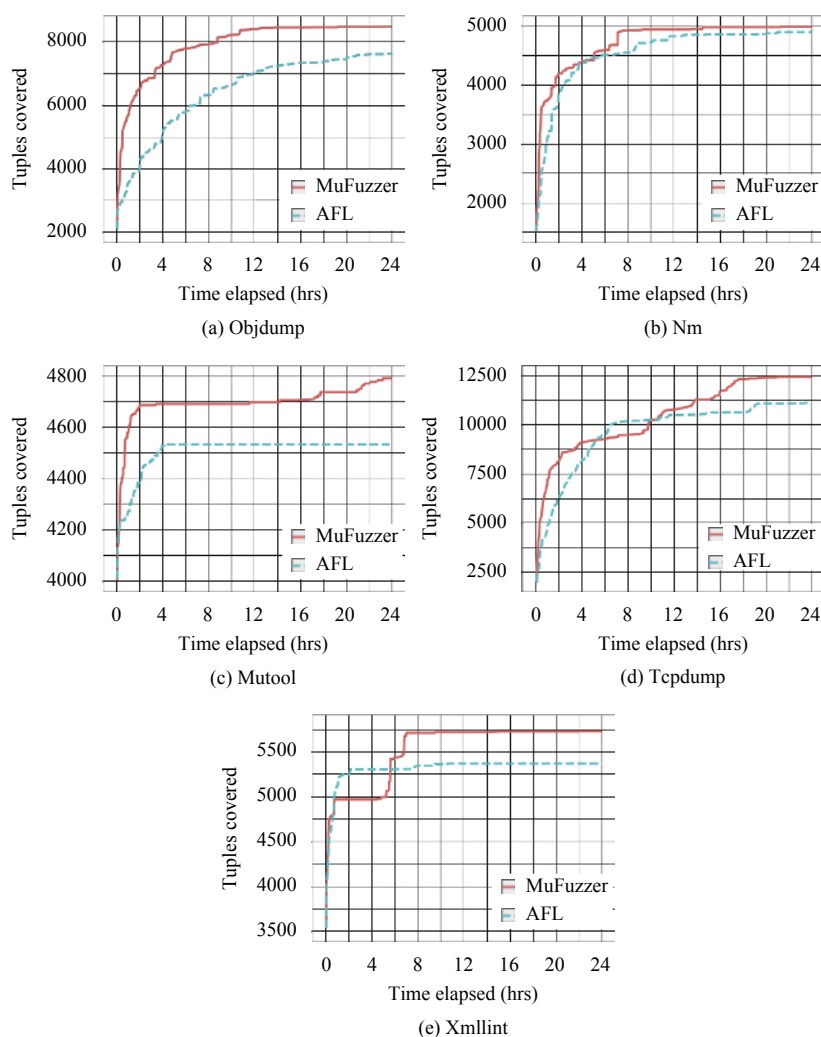 Tuples covered
8000
6000
4000
2000
MuFuzzer
AFL
0 4 8 12 16 20 24
Time elapsed (hrs)
(a) Objdump
Tuples covered
5000
4000
3000
2000
MuFuzzer
AFL
0 4 8 12 16 20 24
Time elapsed (hrs)
(b) Nm
Tuples covered
4800
4600
4400
4200
4000
MuFuzzer
AFL
0 4 8 12 16 20 24
Time elapsed (hrs)
(c) Mutool
Tuples covered
12500
10000
7500
5000
2500
MuFuzzer
AFL
0 4 8 12 16 20 24
Time elapsed (hrs)
(d) Tcpdump
Tuples covered
5500
5000
4500
4000
3500
MuFuzzer
AFL
0 4 8 12 16 20 24
Time elapsed (hrs)
(e) Xmllint